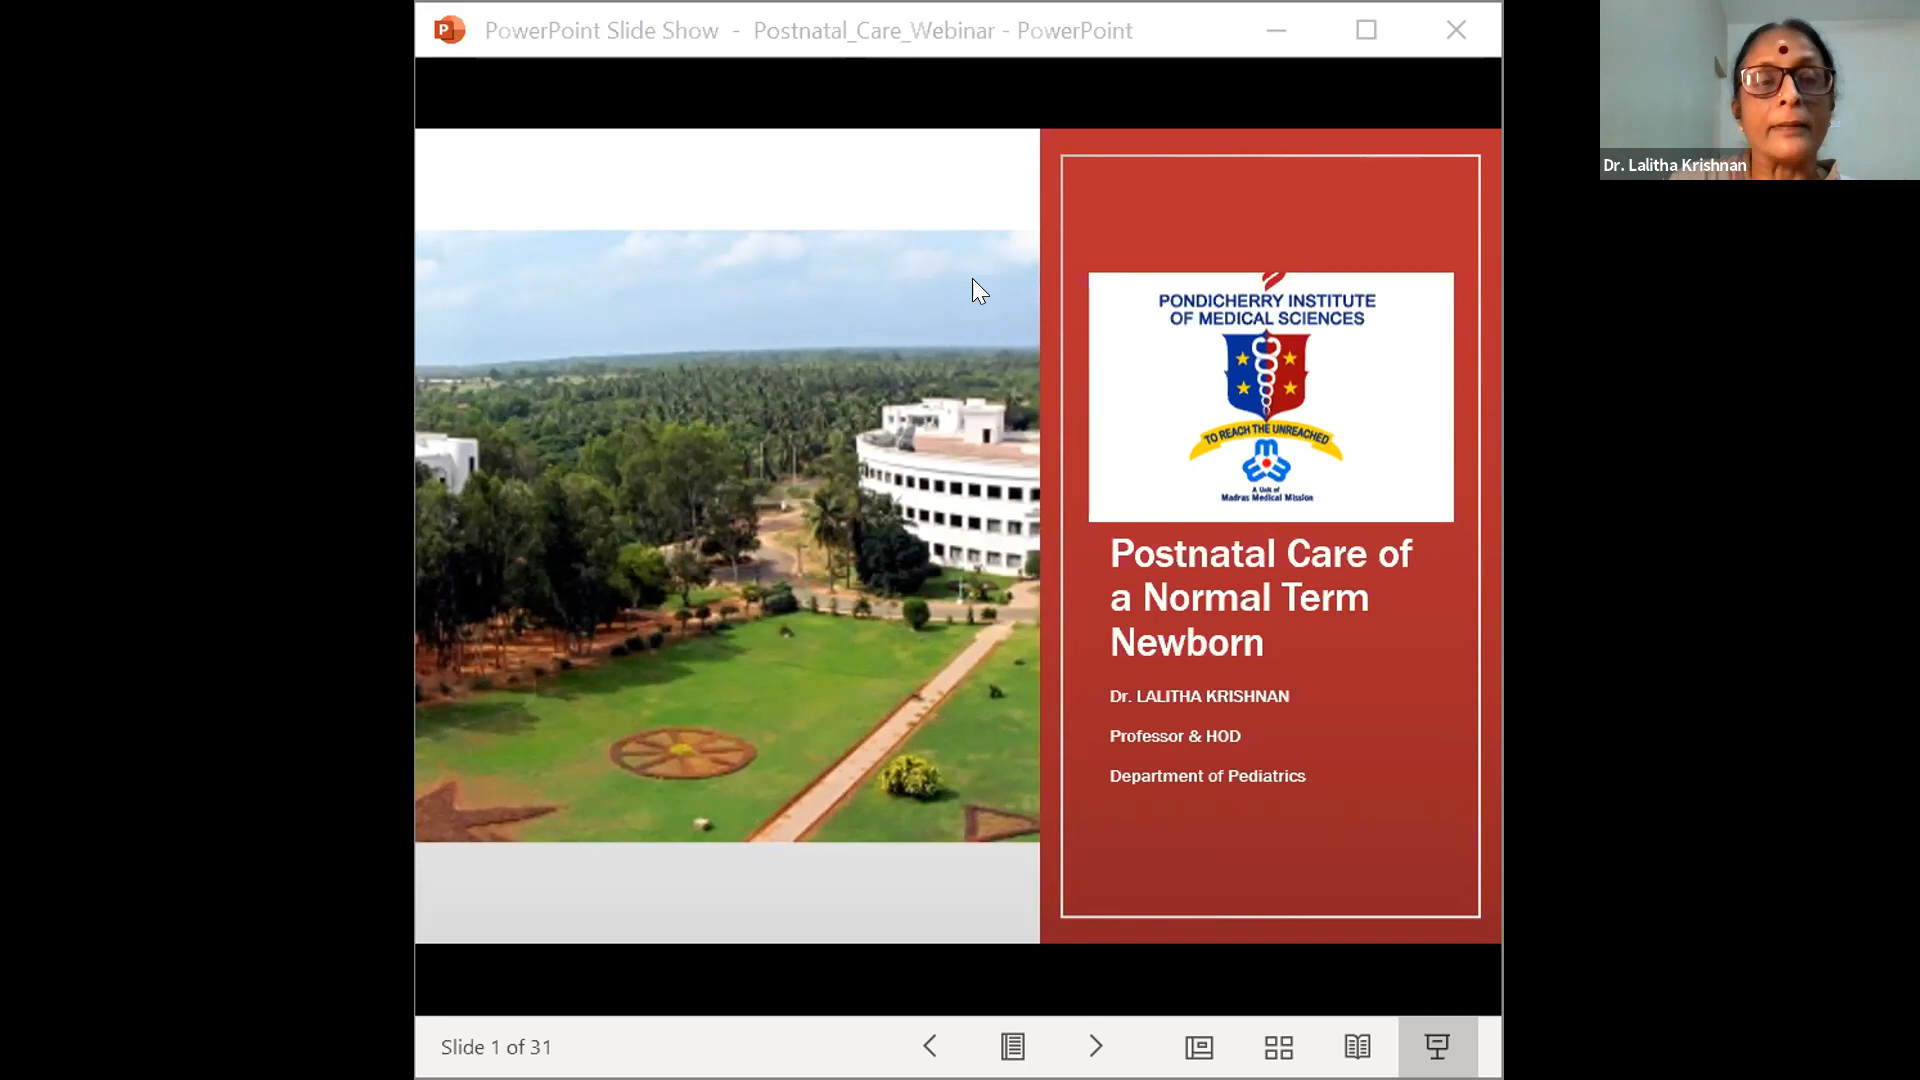 PowerPoint Slide Show - Postnatal_Care_Webinar - PowerPoint
Dr. Lalitha Krishnan
PONDICHERRY INSTITUTE
OF MEDICAL SCIENCES
TO REACH THE UNREACHED
A Unit of
Madras Medical Mission
Postnatal Care of
a Normal Term
Newborn
Dr. LALITHA KRISHNAN
Professor & HOD
Department of Pediatrics
Slide 1 of 31